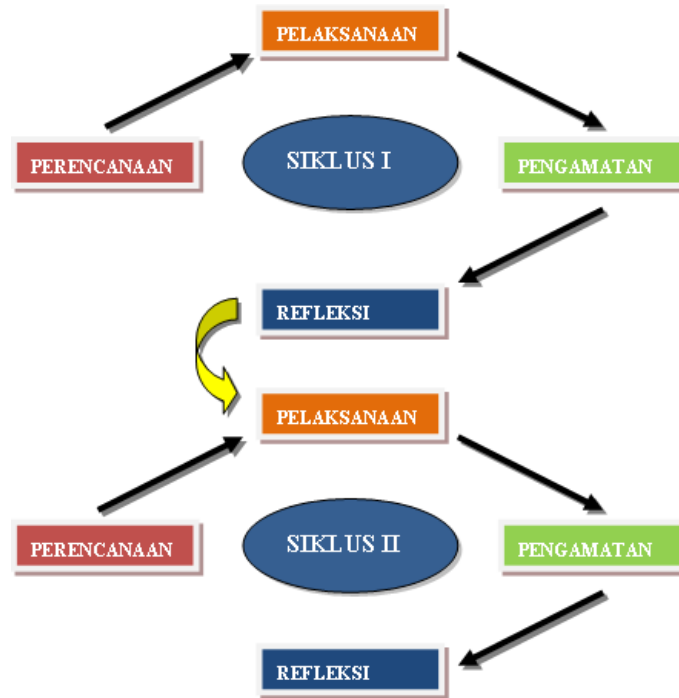 PELAKSANAAN
PERENCANAAN
SIKLUS I
PENGAMATAN
REFLEKSI
PELAKSANAAN
PERENCANAAN
SIKLUS II
PENGAMATAN
REFLEKSI